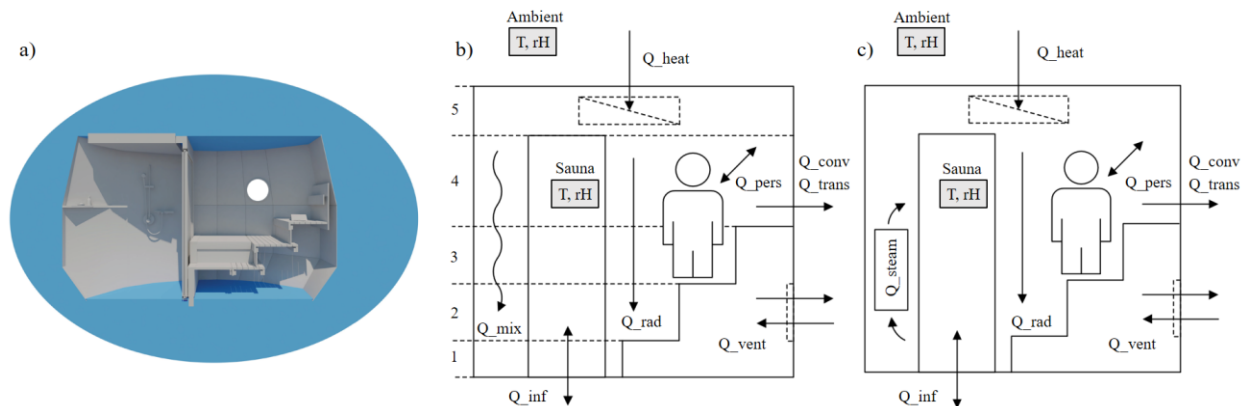 a)
b)
Ambient
T, rH
Q_heat
5
4
3
2
1
Sauna
T, rH
Q_pers
Q_conv
Q_trans
Q_mix
Q_rad
Q_vent
Q_inf
c)
Ambient
T, rH
Q_heat
Sauna
T, rH
Q_pers
Q_conv
Q_trans
Q_steam
Q_rad
Q_vent
Q_inf